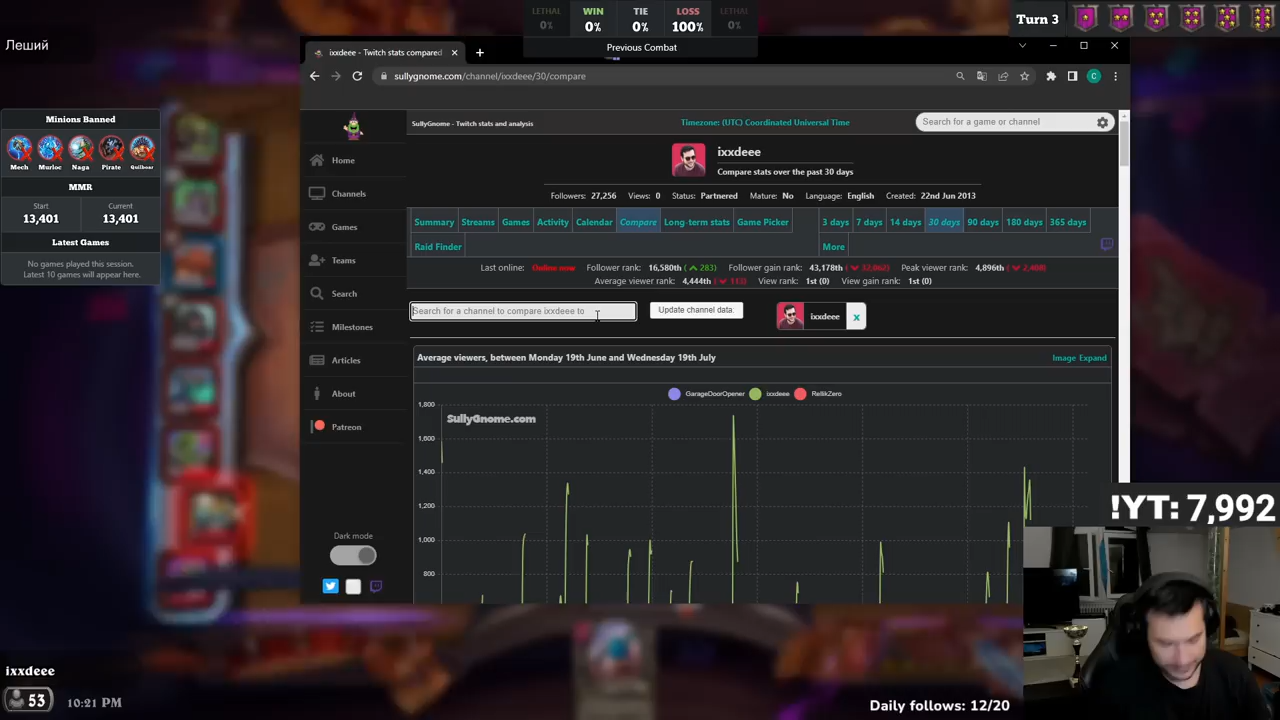 LETHAL WIN TIE LOSS LETHAL
0% 0% 0% 100% 0%
Previous Combat
Turn 3
Леший
Minions Banned
Mech Murloc Naga Pirate Quilboar
MMR
Start Current
13,401 13,401
Latest Games
No games played this session.
Latest 10 games will appear here.
ixxdeee - Twitch stats compared
sullygnome.com/channel/ixxdeee/30/compare
SullyGnome - Twitch stats and analysis
Timezone: (UTC) Coordinated Universal Time
Search for a game or channel
Home
Channels
Games
Teams
Search
Milestones
Articles
About
Patreon
Dark mode
ixxdeee
Compare stats over the past 30 days
Followers: 27,256 Views: 0 Status: Partnered Mature: No Language: English Created: 22nd Jun 2013
Summary Streams Games Activity Calendar Compare Long-term stats Game Picker
Raid Finder
3 days 7 days 14 days 30 days 90 days 180 days 365 days
More
Last online: Online now Follower rank: 16,580th (283) Follower gain rank: 43,178th (32,062) Peak viewer rank: 4,896th (2,408)
Average viewer rank: 4,444th (113) View rank: 1st (0) View gain rank: 1st (0)
Search for a channel to compare ixxdeee to
Update channel data.
ixxdeee x
Average viewers, between Monday 19th June and Wednesday 19th July
Image Expand
GarageDoorOpener ixxdeee RellikZero
SullyGnome.com
1,800
1,600
1,400
1,200
1,000
800
!YT: 7,992
ixxdeee
53 10:21 PM
Daily follows: 12/20